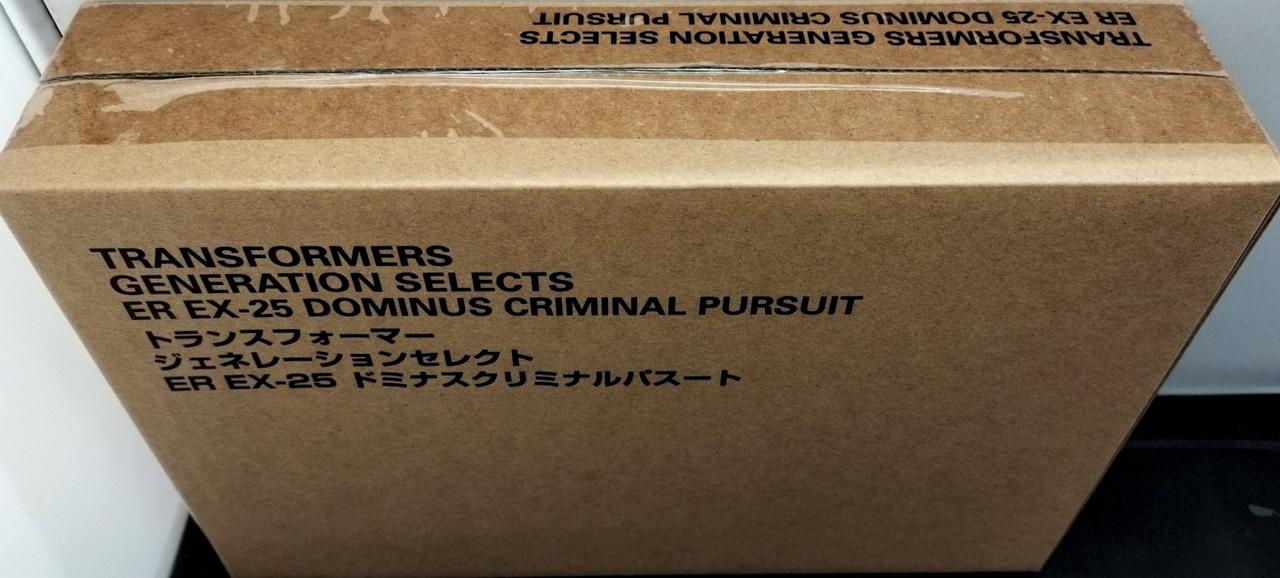 TRANSFORMERS GENERATION SELECTS
ER EX-25 DOMINUS CRIMINAL PURSUIT
TRANSFORMERS
GENERATION SELECTS
ER EX-25 DOMINUS CRIMINAL PURSUIT
トランスフォーマー
ジェネレーションセレクト
ER EX-25 ドミナスクリミナルパスート